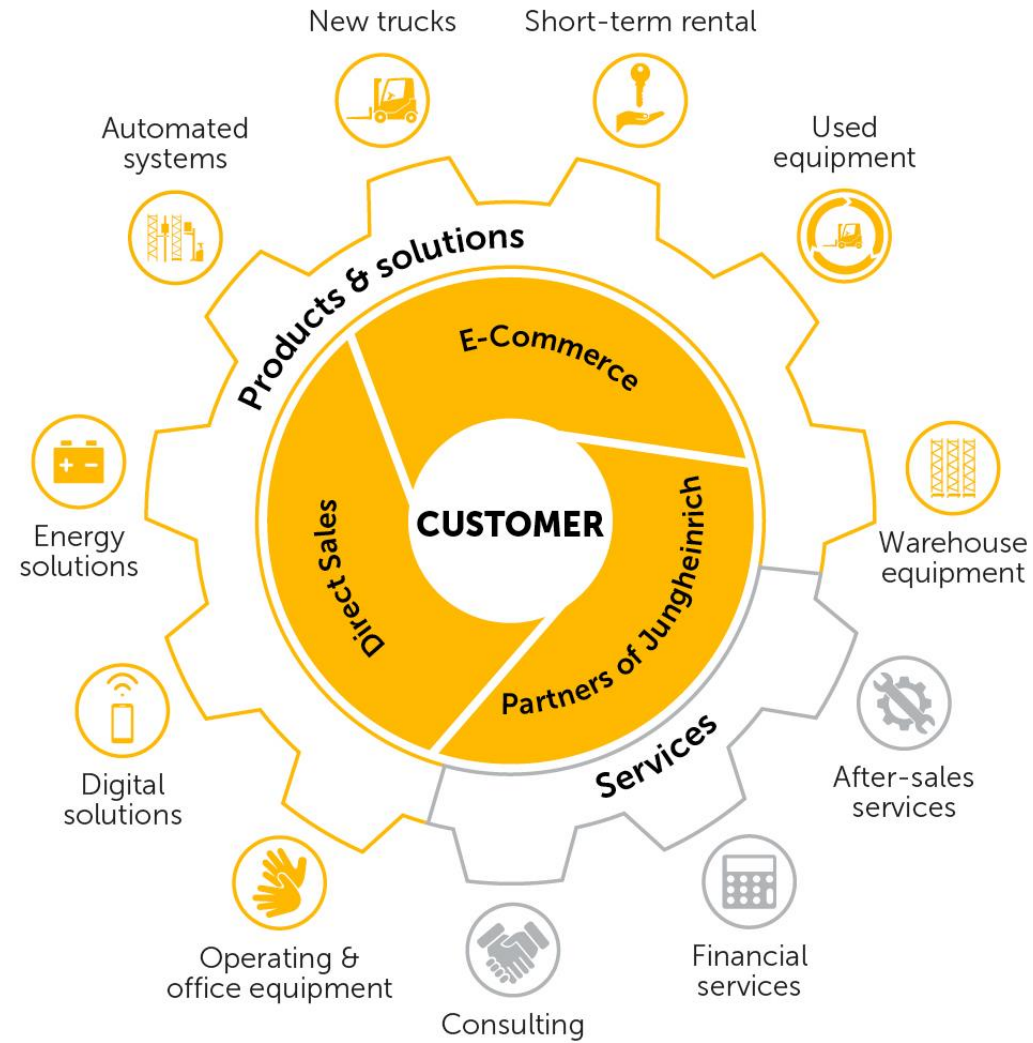 New trucks
Short-term rental
Automated
systems
Used
equipment
Products & solutions
E-Commerce
Energy
solutions
Direct Sales
CUSTOMER
Partners of Jungheinrich
Warehouse
equipment
Services
Digital
solutions
After-sales
services
Operating &
office equipment
Financial
services
Consulting